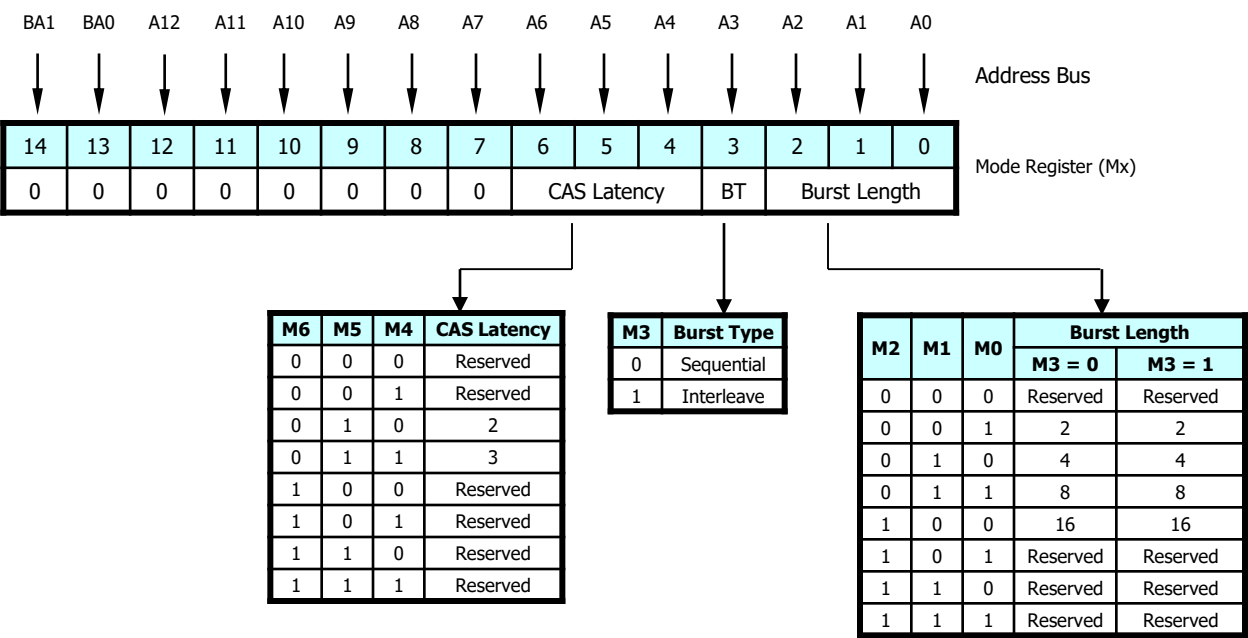 BA1 BA0 A12 A11 A10 A9 A8 A7 A6 A5 A4 A3 A2 A1 A0
Address Bus
14 13 12 11 10 9 8 7 6 5 4 3 2 1 0
Mode Register (Mx)
0 0 0 0 0 0 0 0 CAS Latency BT Burst Length
M6 M5 M4 CAS Latency
0 0 0 Reserved
0 0 1 Reserved
0 1 0 2
0 1 1 3
1 0 0 Reserved
1 0 1 Reserved
1 1 0 Reserved
1 1 1 Reserved
M3 Burst Type
0 Sequential
1 Interleave
M2 M1 M0 Burst Length
M3 = 0 M3 = 1
0 0 0 Reserved Reserved
0 0 1 2 2
0 1 0 4 4
0 1 1 8 8
1 0 0 16 16
1 0 1 Reserved Reserved
1 1 0 Reserved Reserved
1 1 1 Reserved Reserved